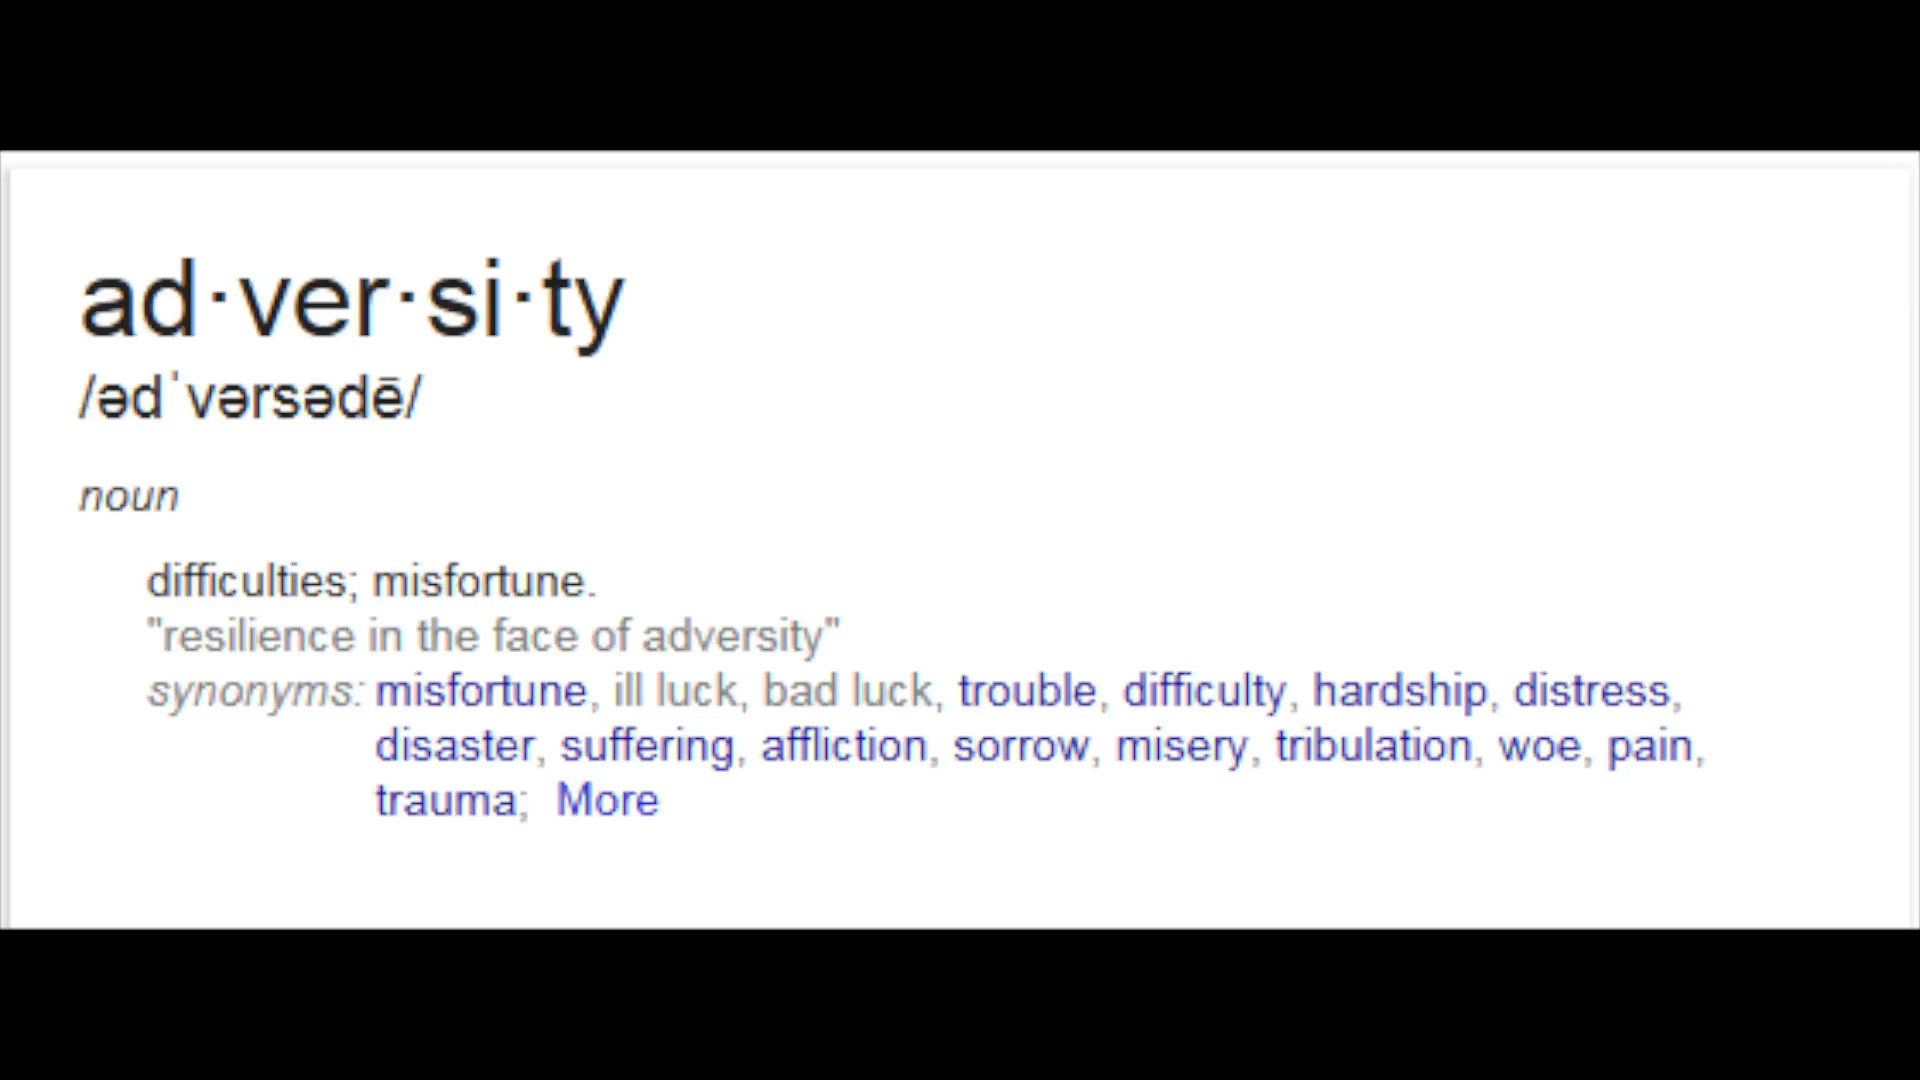 ad·ver·si·ty
/ədˈvərsədē/
noun
difficulties; misfortune.
"resilience in the face of adversity"
synonyms: misfortune, ill luck, bad luck, trouble, difficulty, hardship, distress,
disaster, suffering, affliction, sorrow, misery, tribulation, woe, pain,
trauma; More